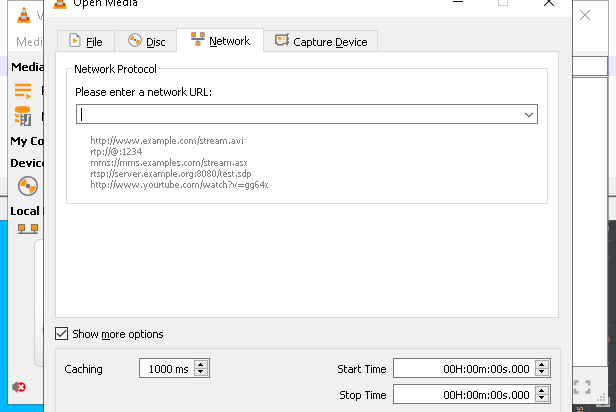 Open Media
V
Medi
Media
My Co
Device
Local
File
Disc
Network
Capture Device
Network Protocol
Please enter a network URL:
http://www.example.com/stream.avi
rtp://@:1234
mms://mms.examples.com/stream.asx
rtsp://server.example.org:8080/test.sdp
http://www.yourtube.com/watch?v=gg64x
Show more options
Caching
1000 ms
Start Time
00H:00m:00s.000
Stop Time
00H:00m:00s.000